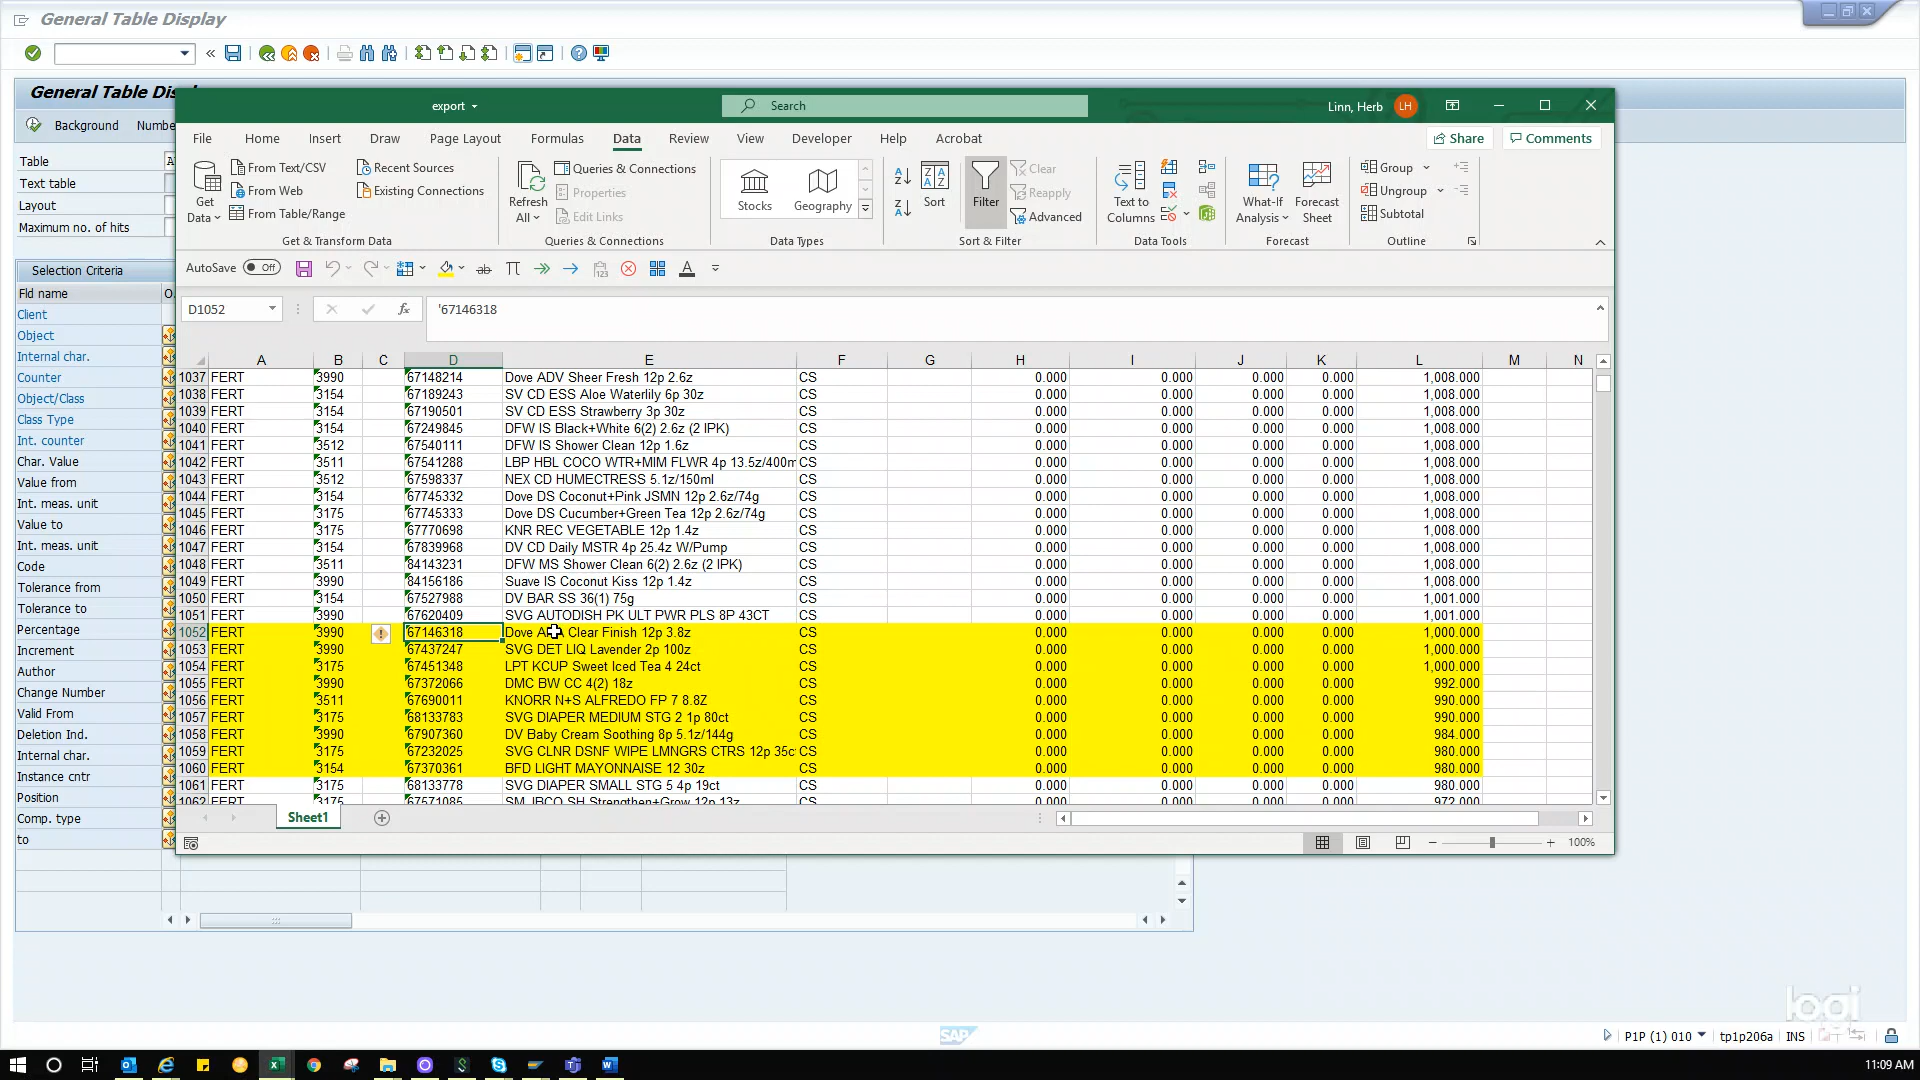 General Table Display
General Table Dis
Background Numbe
Table A
Text table
Layout
Maximum no. of hits
Selection Criteria
Fld name O.
Client
Object
Internal char.
Counter
Object/Class
Class Type
Int. counter
Char. Value
Value from
Int. meas. unit
Value to
Int. meas. unit
Code
Tolerance from
Tolerance to
Percentage
Increment
Author
Change Number
Valid From
Deletion Ind.
Internal char.
Instance cntr
Position
Comp. type
to
export Search Linn, Herb LH
File Home Insert Draw Page Layout Formulas Data Review View Developer Help Acrobat Share Comments
Get Data
From Text/CSV
From Web
From Table/Range
Recent Sources
Existing Connections
Get & Transform Data
Refresh All
Queries & Connections
Properties
Edit Links
Queries & Connections
Stocks Geography
Data Types
Sort
Filter
Clear
Reapply
Advanced
Sort & Filter
Text to Columns
Data Tools
What-If Analysis
Forecast Sheet
Forecast
Group
Ungroup
Subtotal
Outline
AutoSave Off
D1052 fx '67146318
A B C D E F G H I J K L M N
1037 FERT 3990 67148214 Dove ADV Sheer Fresh 12p 2.6z CS 0.000 0.000 0.000 0.000 1,008.000
1038 FERT 3154 67189243 SV CD ESS Aloe Waterlily 6p 30z CS 0.000 0.000 0.000 0.000 1,008.000
1039 FERT 3154 67190501 SV CD ESS Strawberry 3p 30z CS 0.000 0.000 0.000 0.000 1,008.000
1040 FERT 3154 67249845 DFW IS Black+White 6(2) 2.6z (2 IPK) CS 0.000 0.000 0.000 0.000 1,008.000
1041 FERT 3512 67540111 DFW IS Shower Clean 12p 1.6z CS 0.000 0.000 0.000 0.000 1,008.000
1042 FERT 3511 67541288 LBP HBL COCO WTR+MIM FLWR 4p 13.5z/400m CS 0.000 0.000 0.000 0.000 1,008.000
1043 FERT 3512 67598337 NEX CD HUMECTRESS 5.1z/150ml CS 0.000 0.000 0.000 0.000 1,008.000
1044 FERT 3154 67745332 Dove DS Coconut+Pink JSMN 12p 2.6z/74g CS 0.000 0.000 0.000 0.000 1,008.000
1045 FERT 3175 67745333 Dove DS Cucumber+Green Tea 12p 2.6z/74g CS 0.000 0.000 0.000 0.000 1,008.000
1046 FERT 3175 67770698 KNR REC VEGETABLE 12p 1.4z CS 0.000 0.000 0.000 0.000 1,008.000
1047 FERT 3154 67839968 DV CD Daily MSTR 4p 25.4z W/Pump CS 0.000 0.000 0.000 0.000 1,008.000
1048 FERT 3511 84143231 DFW MS Shower Clean 6(2) 2.6z (2 IPK) CS 0.000 0.000 0.000 0.000 1,008.000
1049 FERT 3990 84156186 Suave IS Coconut Kiss 12p 1.4z CS 0.000 0.000 0.000 0.000 1,008.000
1050 FERT 3154 67527988 DV BAR SS 36(1) 75g CS 0.000 0.000 0.000 0.000 1,001.000
1051 FERT 3990 67620409 SVG AUTODISH PK ULT PWR PLS 8P 43CT CS 0.000 0.000 0.000 0.000 1,001.000
1052 FERT 3990 67146318 Dove Clear Finish 12p 3.8z CS 0.000 0.000 0.000 0.000 1,000.000
1053 FERT 3990 67437247 SVG DET LIQ Lavender 2p 100z CS 0.000 0.000 0.000 0.000 1,000.000
1054 FERT 3175 67451348 LPT KCUP Sweet Iced Tea 4 24ct CS 0.000 0.000 0.000 0.000 1,000.000
1055 FERT 3990 67372066 DMC BW CC 4(2) 18z CS 0.000 0.000 0.000 0.000 992.000
1056 FERT 3511 67690011 KNORR N+S ALFREDO FP 7 8.8Z CS 0.000 0.000 0.000 0.000 990.000
1057 FERT 3175 68133783 SVG DIAPER MEDIUM STG 2 1p 80ct CS 0.000 0.000 0.000 0.000 990.000
1058 FERT 3990 67907360 DV Baby Cream Soothing 8p 5.1z/144g CS 0.000 0.000 0.000 0.000 984.000
1059 FERT 3175 67232025 SVG CLNR DSNF WIPE LMNGRS CTRS 12p 35c CS 0.000 0.000 0.000 0.000 980.000
1060 FERT 3154 67370361 BFD LIGHT MAYONNAISE 12 30z CS 0.000 0.000 0.000 0.000 980.000
1061 FERT 3175 68133778 SVG DIAPER SMALL STG 5 4p 19ct CS 0.000 0.000 0.000 0.000 980.000
1062 FERT 3175 67571085 SM JBCO SH Strengthen+Grow 12p 13z CS 0.000 0.000 0.000 0.000 972.000
Sheet1
100%
logi
SAP
P1P (1) 010 tp1p206a INS
11:09 AM